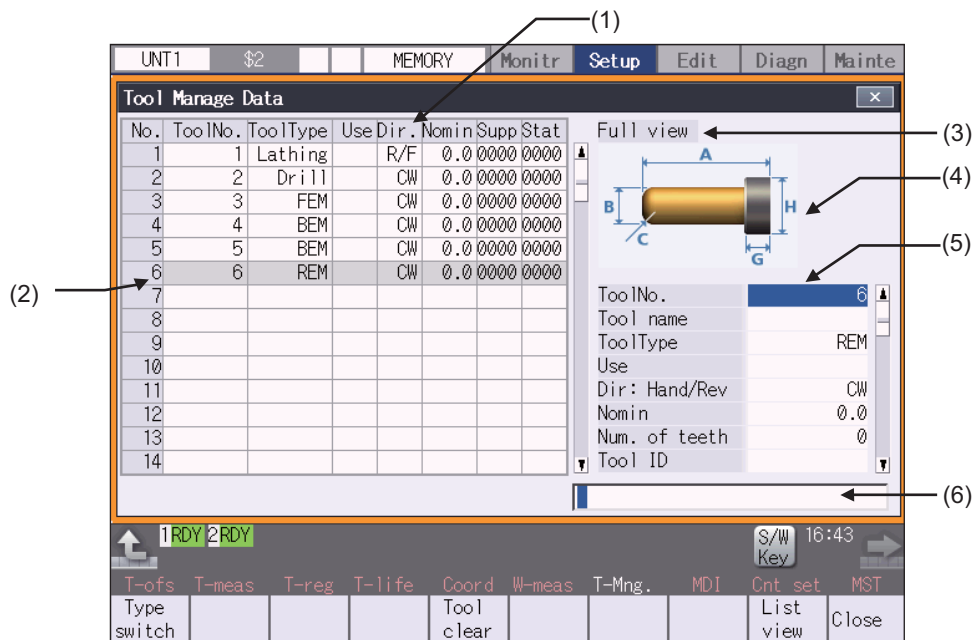 (1)
UNT1 $2 MEMORY Monitr Setup Edit Diagn Mainte
Tool Manage Data ×
No. ToolNo. ToolType Use Dir. Nomin Supp Stat
1 1 Lathing R/F 0.0 0000 0000
2 2 Drill CW 0.0 0000 0000
3 3 FEM CW 0.0 0000 0000
4 4 BEM CW 0.0 0000 0000
5 5 BEM CW 0.0 0000 0000
6 6 REM CW 0.0 0000 0000
7
8
9
10
11
12
13
14
(2)
Full view
(3)
A
B
C
H
G
(4)
(5)
ToolNo. 6
Tool name
ToolType REM
Use
Dir: Hand/Rev CW
Nomin 0.0
Num. of teeth 0
Tool ID
(6)
1 RDY 2 RDY
S/W Key
16:43
T-ofs T-meas T-reg T-life Coord W-meas T-Mng. MDI Cnt set MST
Type switch
Tool clear
List view
Close